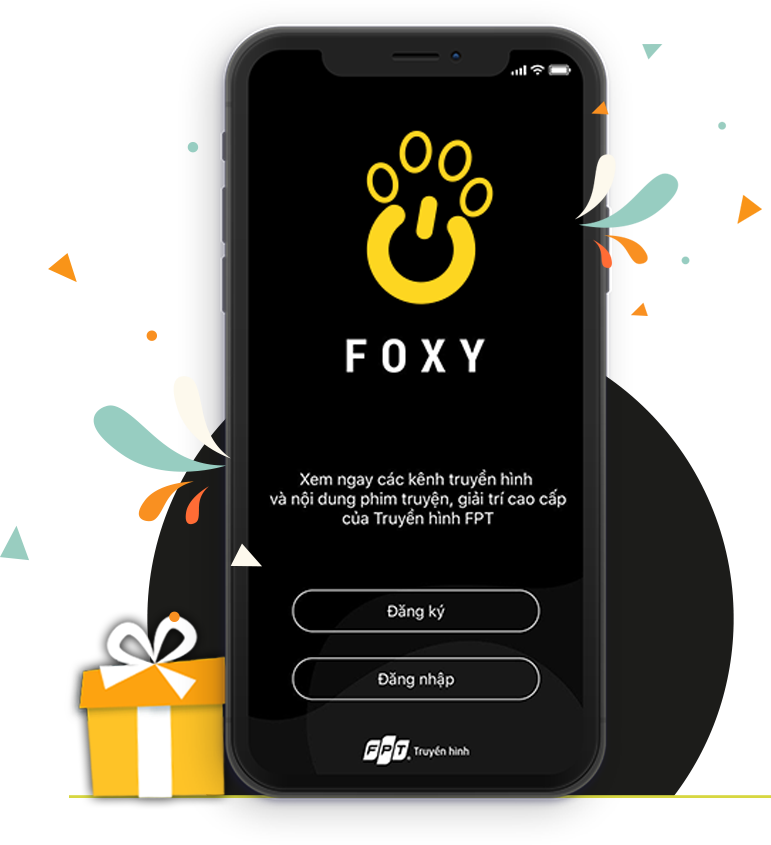 FOXY
Xem ngay các kênh truyền hình
và nội dung phim truyện, giải trí cao cấp
của Truyền hình FPT
Đăng ký
Đăng nhập
FPT Truyền hình